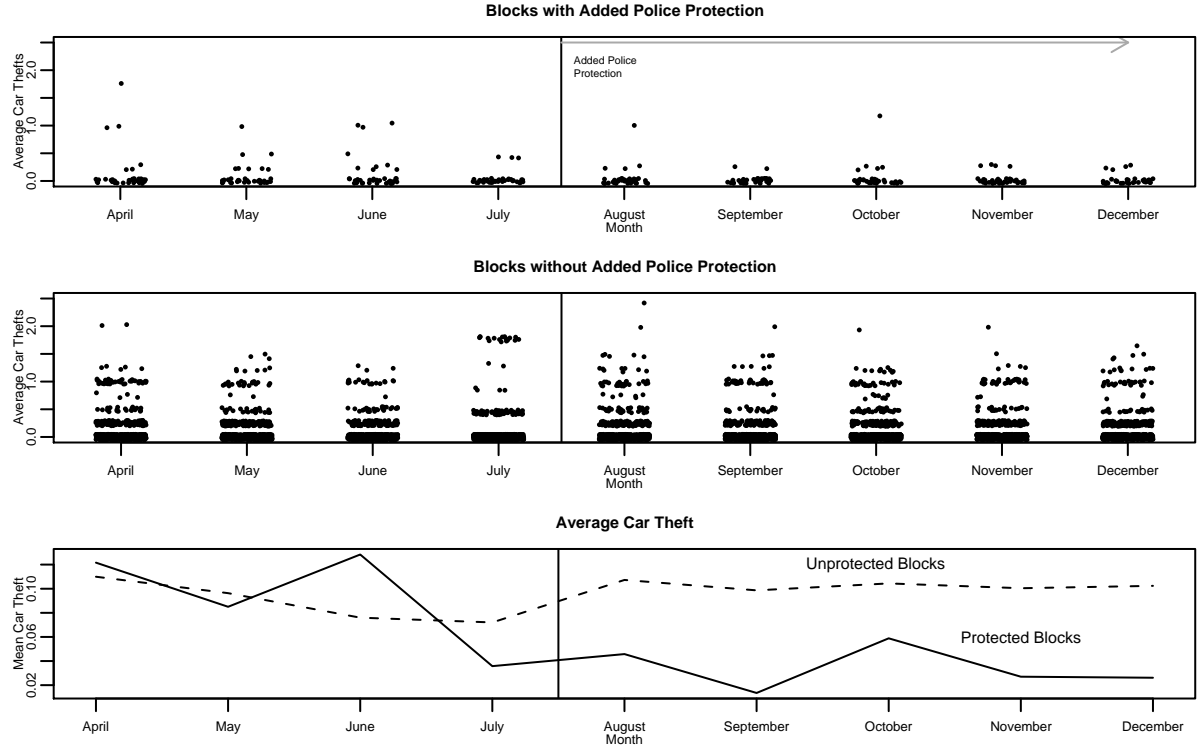 Blocks with Added Police Protection
Average Car Thefts
0.0 1.0 2.0
Added Police
Protection
April May June July August September October November December
Month
Blocks without Added Police Protection
Average Car Thefts
0.0 1.0 2.0
April May June July August September October November December
Month
Average Car Theft
Mean Car Theft
0.02 0.06 0.10
Unprotected Blocks
Protected Blocks
April May June July August September October November December
Month